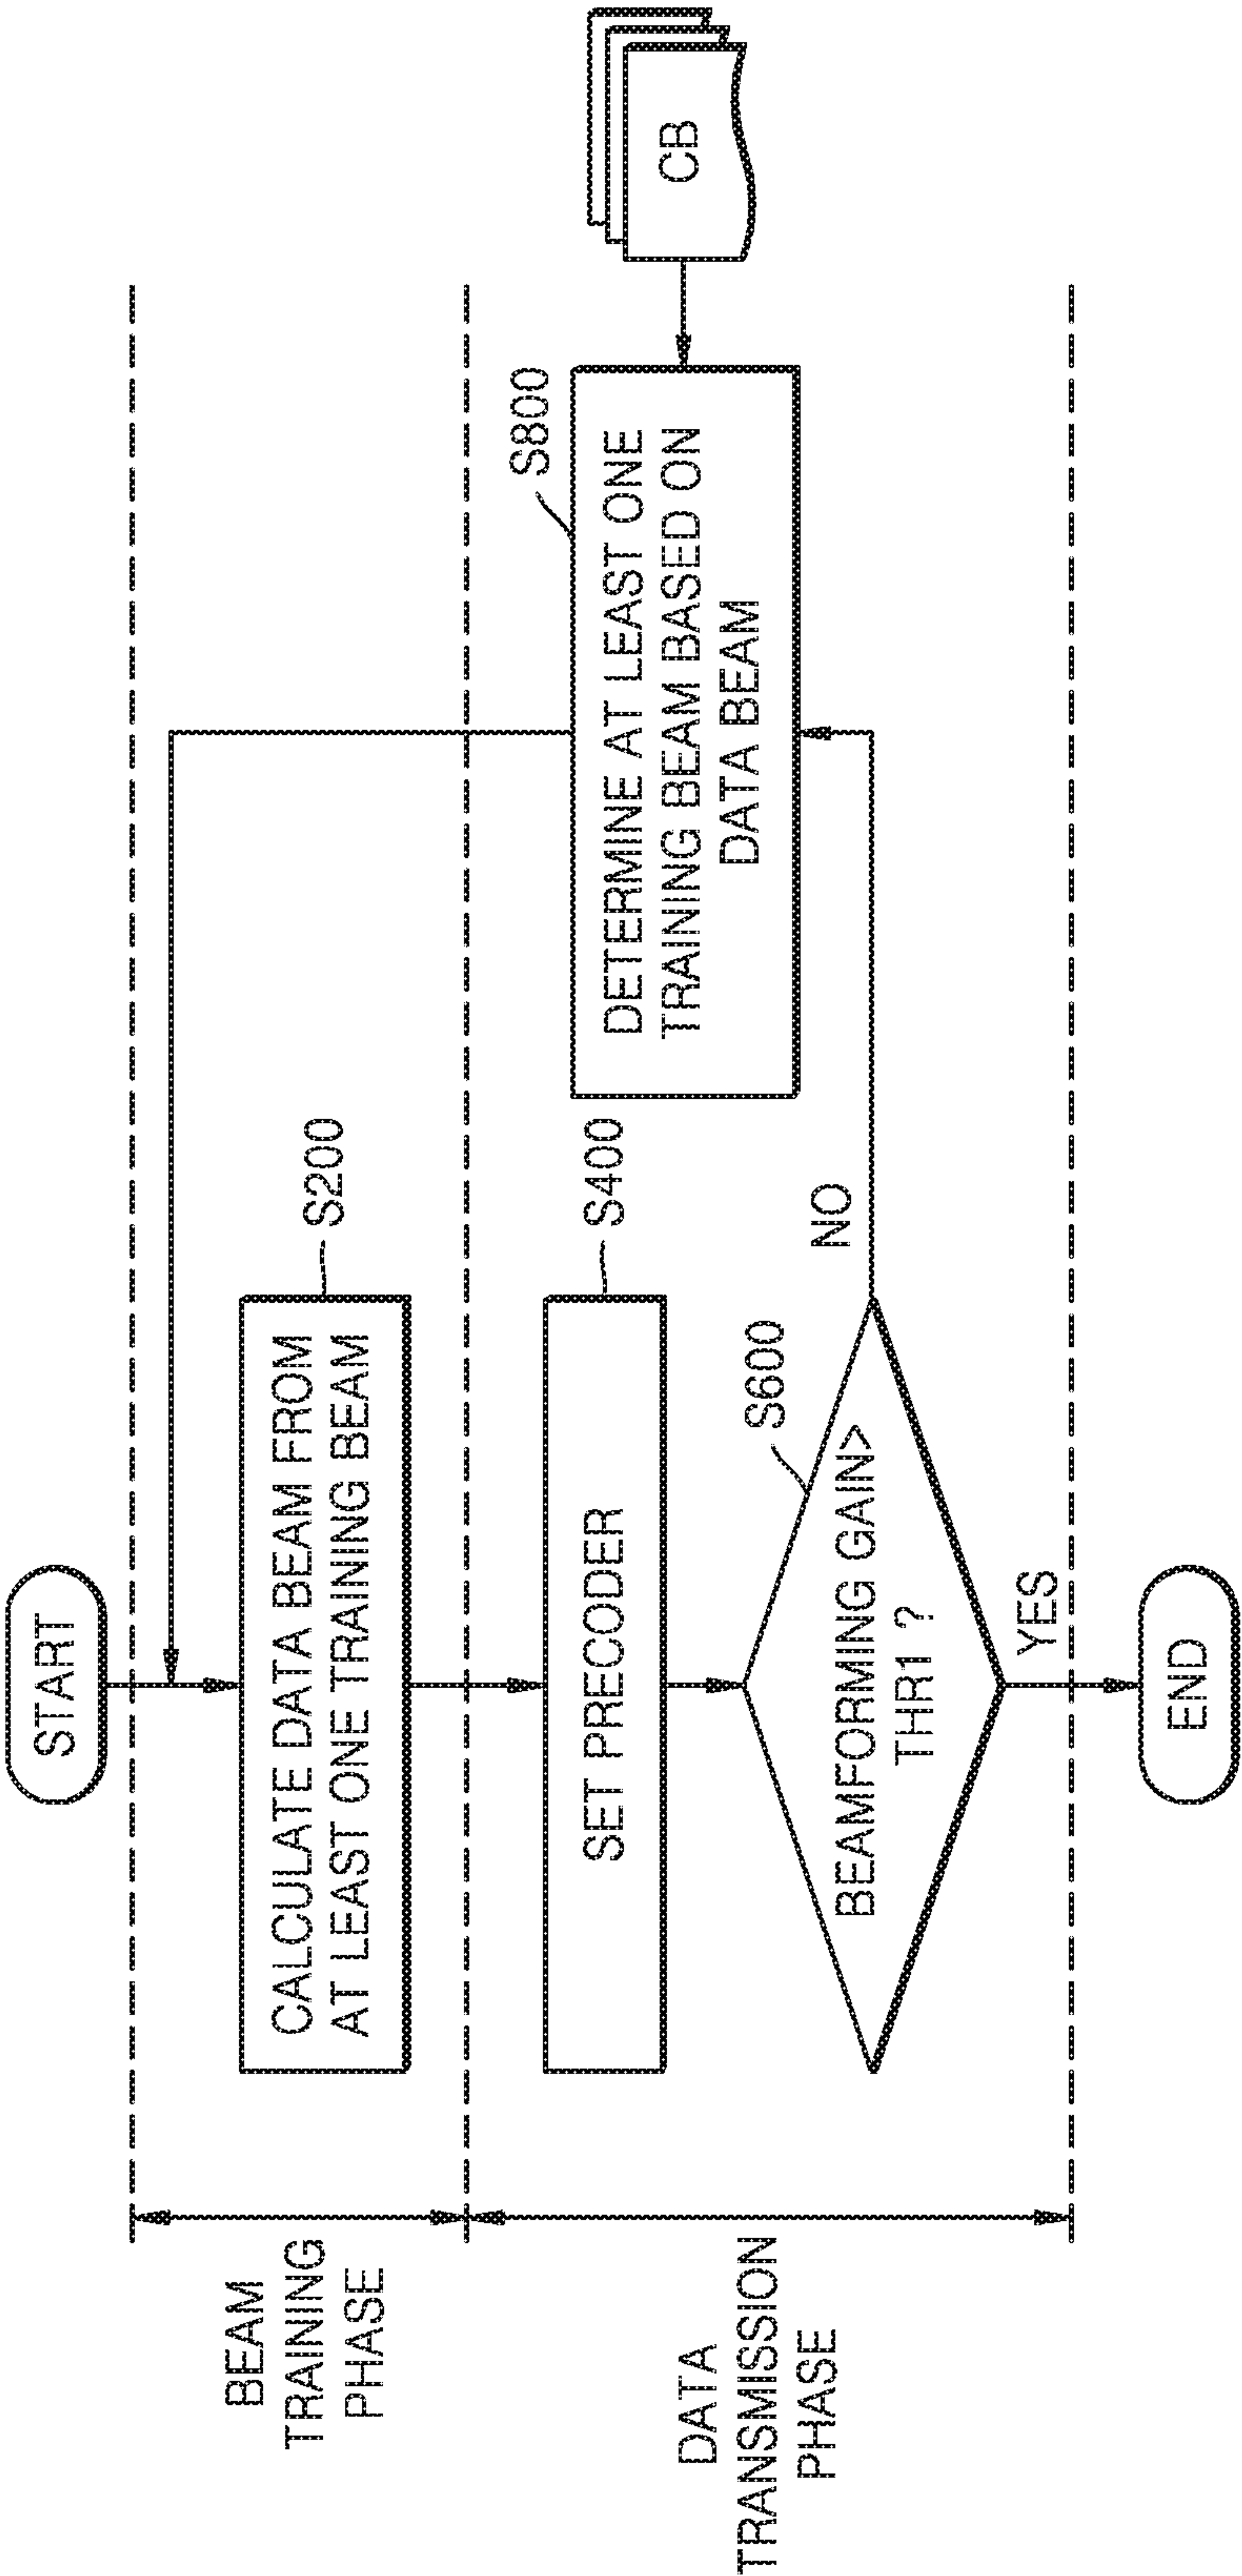 START
BEAM
TRAINING
PHASE
CALCULATE DATA BEAM FROM
AT LEAST ONE TRAINING BEAM
S200
DATA
TRANSMISSION
PHASE
SET PRECODER
S400
BEAMFORMING GAIN>
THR1 ?
S600
NO
YES
DETERMINE AT LEAST ONE
TRAINING BEAM BASED ON
DATA BEAM
S800
CB
END